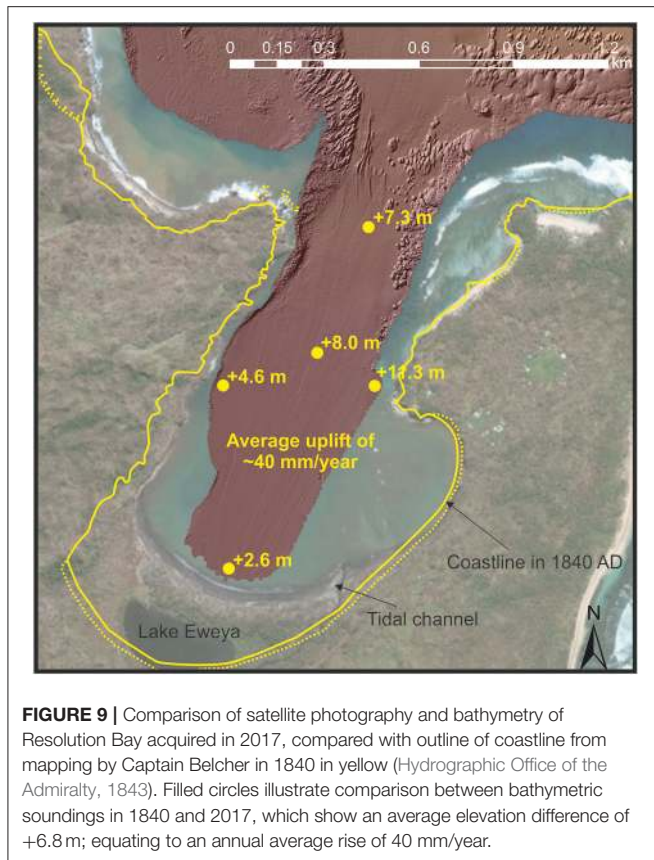 0 0.15 0.3 0.6 0.9 1.2
km
+7.3 m
+8.0 m
+4.6 m
+11.3 m
Average uplift of
~40 mm/year
+2.6 m
Coastline in 1840 AD
Tidal channel
Lake Eweya
N
FIGURE 9 | Comparison of satellite photography and bathymetry of
Resolution Bay acquired in 2017, compared with outline of coastline from
mapping by Captain Belcher in 1840 in yellow (Hydrographic Office of the
Admiralty, 1843). Filled circles illustrate comparison between bathymetric
soundings in 1840 and 2017, which show an average elevation difference of
+6.8 m; equating to an annual average rise of 40 mm/year.